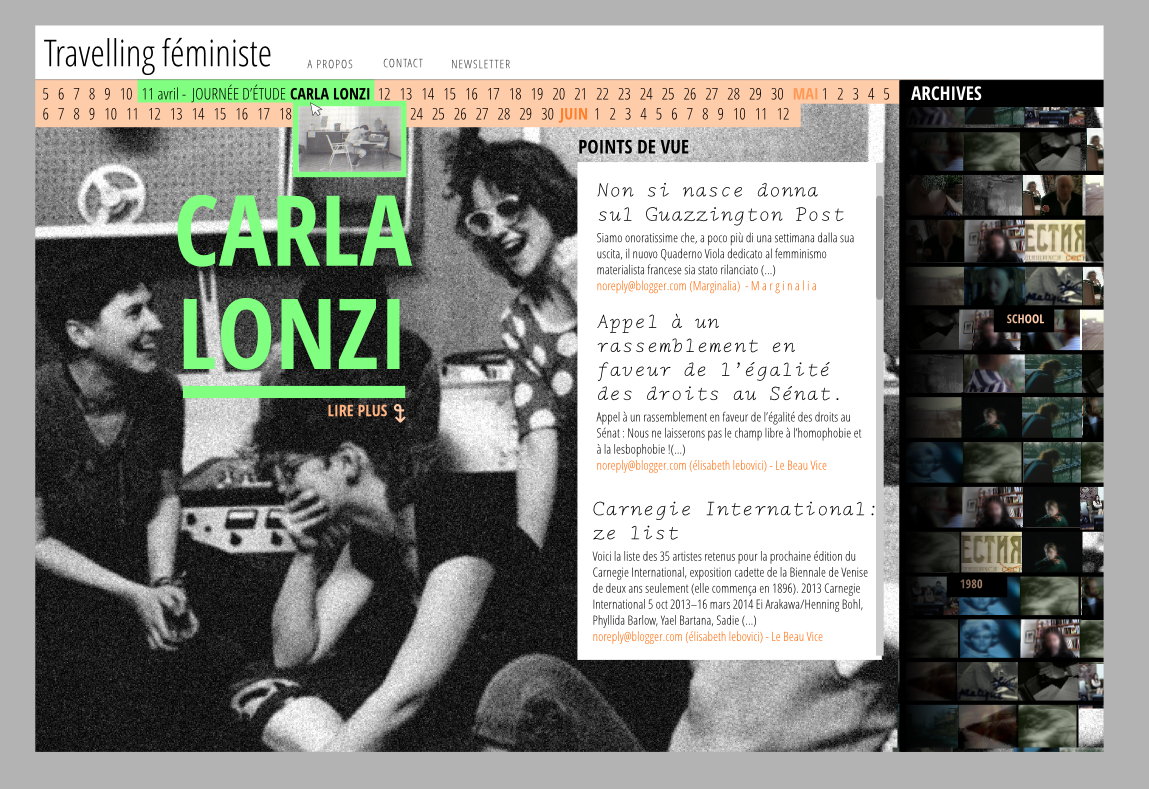 Travelling féministe
A PROPOS CONTACT NEWSLETTER
5 6 7 8 9 10 11 avril - JOURNÉE D'ÉTUDE CARLA LONZI 12 13 14 15 16 17 18 19 20 21 22 23 24 25 26 27 28 29 30 MAI 1 2 3 4 5
6 7 8 9 10 11 12 13 14 15 16 17 18 24 25 26 27 28 29 30 JUIN 1 2 3 4 5 6 7 8 9 10 11 12
CARLA
LONZI
LIRE PLUS
POINTS DE VUE
Non si nasce donna
sul Guazzington Post
Siamo onoratissime che, a poco più di una settimana dalla sua
uscita, il nuovo Quaderno Viola dedicato al femminismo
materialista francese sia stato rilanciato (...)
noreply@blogger.com (Marginalia) - M a r g i n a l i a
Appel à un
rassemblement en
faveur de l'égalité
des droits au Sénat.
Appel à un rassemblement en faveur de l'égalité des droits au
Sénat : Nous ne laisserons pas le champ libre à l'homophobie et
à la lesbophobie !(...)
noreply@blogger.com (élisabeth lebovici) - Le Beau Vice
Carnegie International:
ze list
Voici la liste des 35 artistes retenus pour la prochaine édition du
Carnegie International, exposition cadette de la Biennale de Venise
de deux ans seulement (elle commença en 1896). 2013 Carnegie
International 5 oct 2013–16 mars 2014 Ei Arakawa/Henning Bohl,
Phyllida Barlow, Yael Bartana, Sadie (...)
noreply@blogger.com (élisabeth lebovici) - Le Beau Vice
ARCHIVES
ЕСТИЯ
SCHOOL
ЕСТИЯ
1980